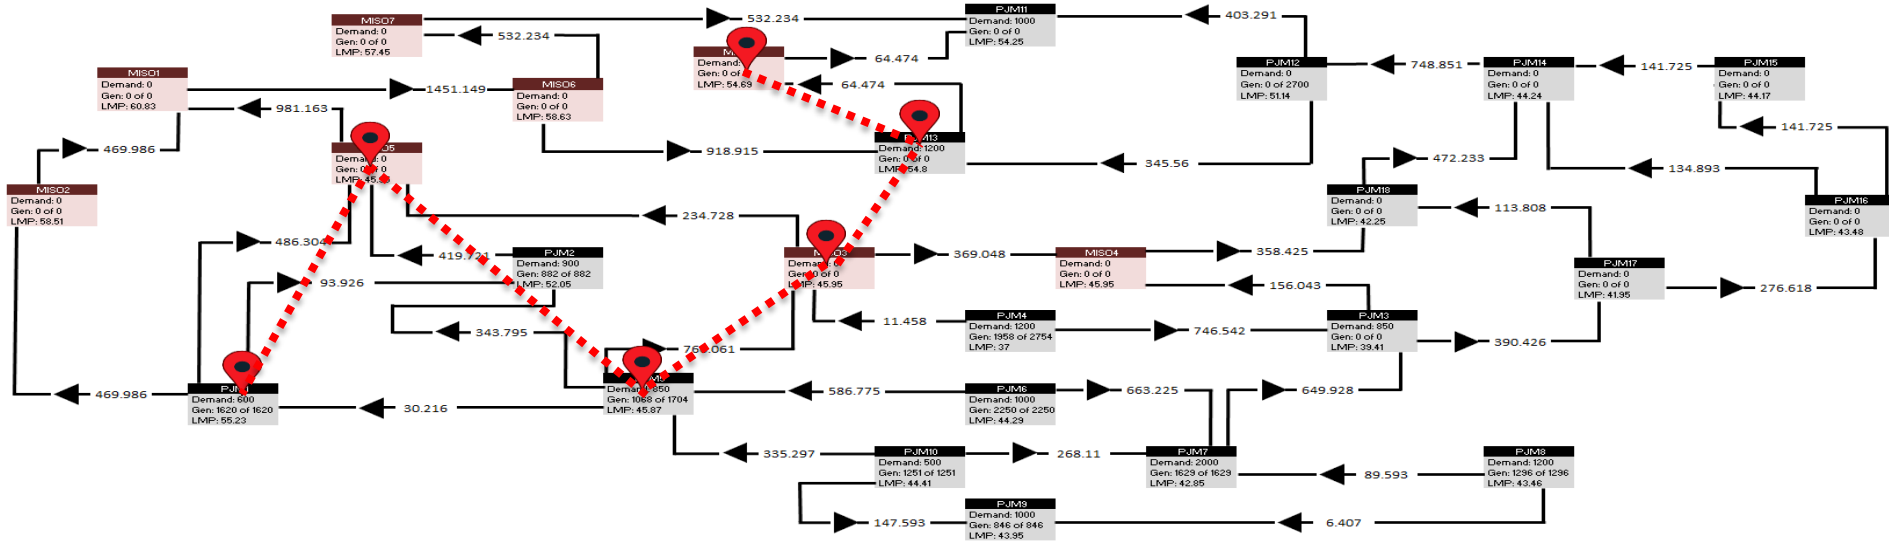 MISO7
Demand: 0
Gen: 0 of 0
LMP: 57.45
532.234
PJM11
Demand: 1000
Gen: 0 of 0
LMP: 54.25
403.291
532.234
Demand:
Gen: 0 of
LMP: 54.69
64.474
64.474
MISO1
Demand: 0
Gen: 0 of 0
LMP: 60.83
1451.149
MISO6
Demand: 0
Gen: 0 of 0
LMP: 58.63
PJM12
Demand: 0
0 of 2700
LMP: 51.14
748.851
PJM14
Demand: 0
Gen: 0 of 0
LMP: 44.24
141.725
PJM15
Demand: 0
Gen: 0 of 0
LMP: 44.17
981.163
141.725
469.986
Demand: 0
918.915
PJM13
Demand: 1200
Gen: 0 of 0
LMP: 54.8
345.56
472.233
134.893
MISO2
Demand: 0
Gen: 0 of 0
LMP: 58.51
PJM18
Demand: 0
Gen: 0 of 0
LMP: 42.25
113.808
PJM16
Demand: 0
Gen: 0 of 0
LMP: 43.48
234.728
486.304
419.721
PJM2
Demand: 900
Gen: 882 of 882
LMP: 52.05
MISO3
Demand: 0
Gen: 0 of 0
LMP: 45.95
369.048
MISO4
Demand: 0
Gen: 0 of 0
LMP: 45.95
358.425
PJM17
Demand: 0
Gen: 0 of 0
LMP: 41.95
93.926
156.043
276.618
343.795
11.458
PJM4
Demand: 1200
Gen: 1958 of 2754
LMP: 37
746.542
PJM3
Demand: 850
Gen: 0 of 0
LMP: 39.41
390.426
469.986
Demand: 600
Gen: 1620 of 1620
LMP: 55.23
30.216
Demand: 850
Gen: 1068 of 1704
LMP: 45.87
586.775
PJM6
Demand: 1000
Gen: 2250 of 2250
LMP: 44.29
663.225
649.928
335.297
PJM10
Demand: 500
Gen: 1251 of 1251
LMP: 44.41
268.11
PJM7
Demand: 2000
Gen: 1629 of 1629
LMP: 42.85
89.593
PJM8
Demand: 1200
Gen: 1296 of 1296
LMP: 43.46
147.593
PJM9
Demand: 1000
Gen: 846 of 846
LMP: 43.95
6.407